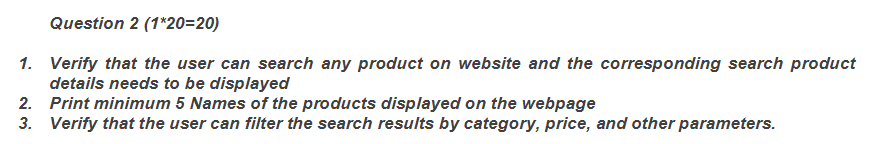 Question 2 (1*20=20)
1. Verify that the user can search any product on website and the corresponding search product
details needs to be displayed
2. Print minimum 5 Names of the products displayed on the webpage
3. Verify that the user can filter the search results by category, price, and other parameters.